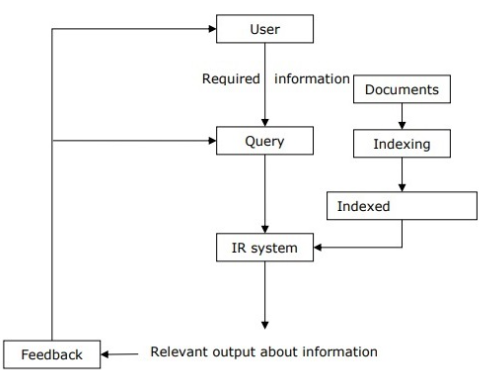 User
Required information
Documents
Query
Indexing
Indexed
IR system
Relevant output about information
Feedback